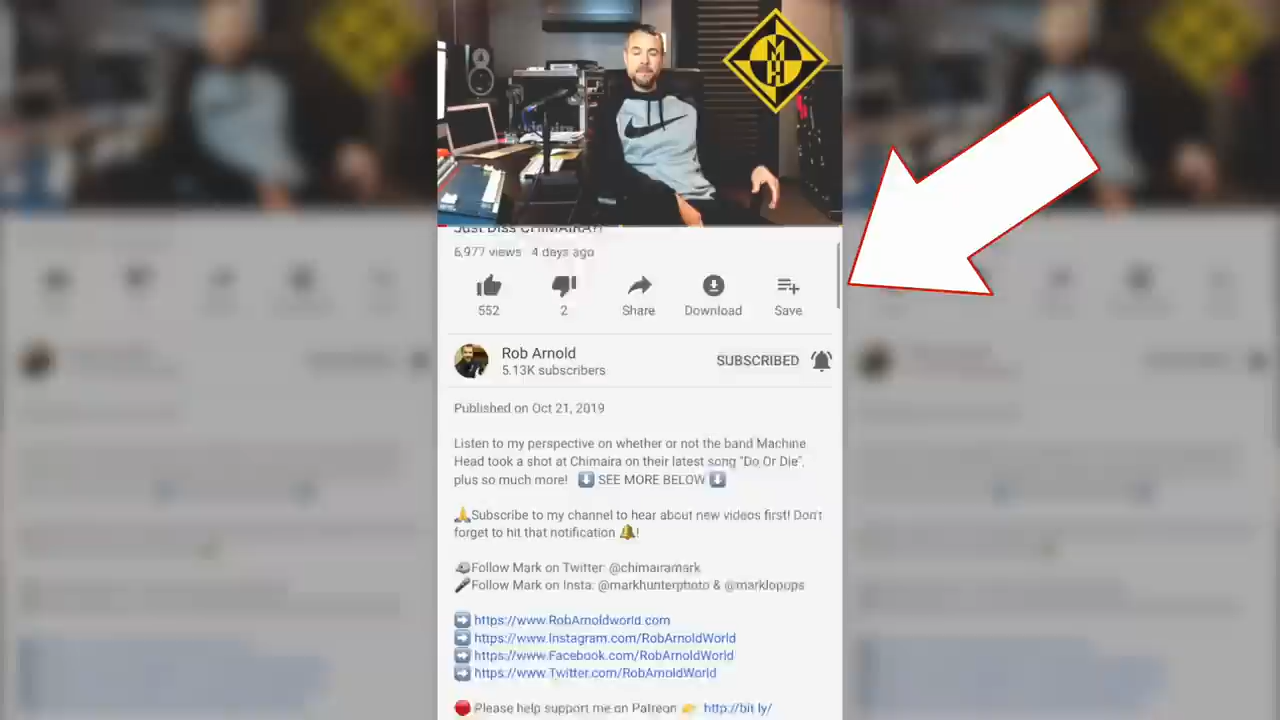 MH
Just Diss CHIMAIRA?!
6,977 views 4 days ago
552
2
Share
Download
Save
Rob Arnold
5.13K subscribers
SUBSCRIBED
Published on Oct 21, 2019
Listen to my perspective on whether or not the band Machine
Head took a shot at Chimaira on their latest song "Do Or Die",
plus so much more! ⬇️ SEE MORE BELOW ⬇️
🙏Subscribe to my channel to hear about new videos first! Don't
forget to hit that notification 🔔!
Follow Mark on Twitter: @chimairamark
🎤Follow Mark on Insta: @markhunterphoto & @markloopps
➡️ https://www.RobArnoldworld.com
➡️ https://www.Instagram.com/RobArnoldWorld
➡️ https://www.Facebook.com/RobArnoldWorld
➡️ https://www.Twitter.com/RobArnoldWorld
🔴 Please help support me on Patreon 👉 http://bit.ly/